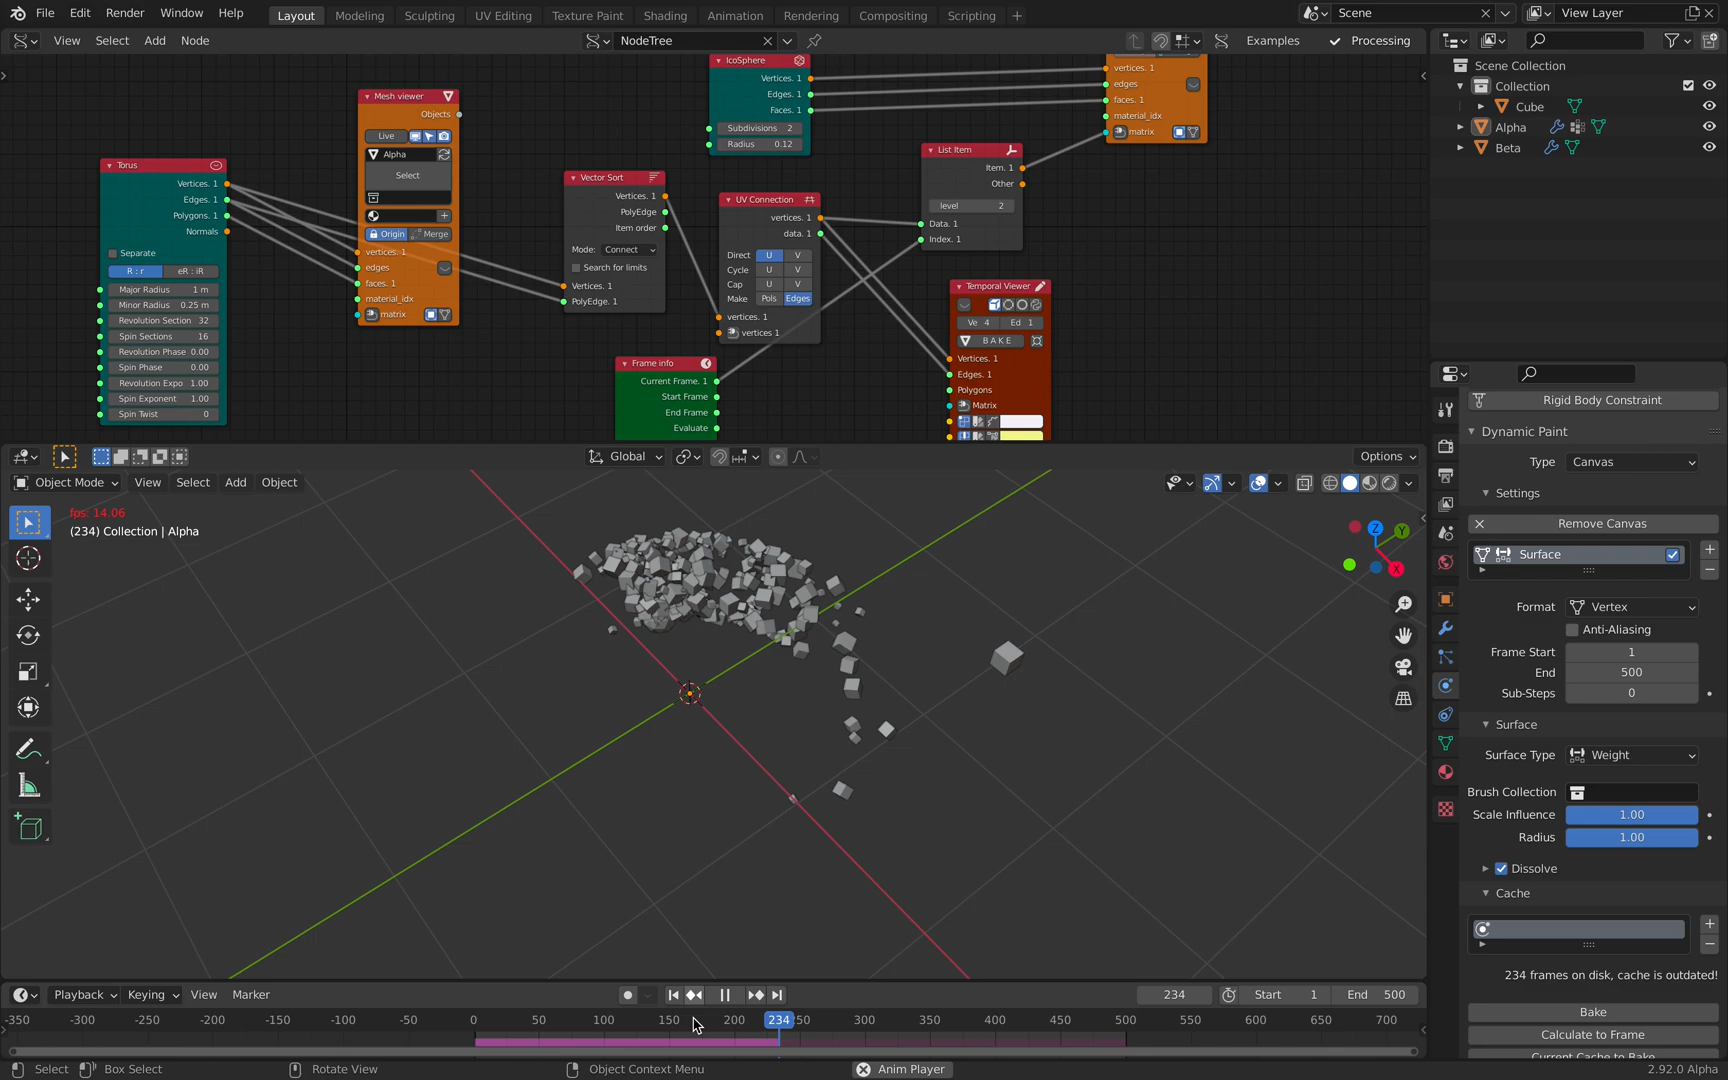 File Edit Render Window Help Layout Modeling Sculpting UV Editing Texture Paint Shading Animation Rendering Compositing Scripting + Scene View Layer
View Select Add Node NodeTree Examples Processing
Scene Collection
Collection
Cube
Alpha
Beta
Torus
Vertices. 1
Edges. 1
Polygons. 1
Normals
Separate
R : r eR : iR
Major Radius 1 m
Minor Radius 0.25 m
Revolution Section 32
Spin Sections 16
Revolution Phase 0.00
Spin Phase 0.00
Revolution Expo 1.00
Spin Exponent 1.00
Spin Twist 0
Mesh viewer
Objects
Live
Alpha
Select
Origin Merge
vertices. 1
edges
faces. 1
material_idx
matrix
Vector Sort
Vertices. 1
PolyEdge
Item order
Mode: Connect
Search for limits
Vertices. 1
PolyEdge. 1
Frame info
Current Frame. 1
Start Frame
End Frame
Evaluate
IcoSphere
Vertices. 1
Edges. 1
Faces. 1
Subdivisions 2
Radius 0.12
UV Connection
vertices. 1
data. 1
Direct U V
Cycle U V
Cap U V
Make Pols Edges
vertices. 1
vertices 1
List Item
Item. 1
Other
level 2
Data. 1
Index. 1
Temporal Viewer
Ve 4 Ed 1
BAKE
Vertices. 1
Edges. 1
Polygons
Matrix
vertices. 1
edges
faces. 1
material_idx
matrix
Global Options
Object Mode View Select Add Object
fps: 14.06
(234) Collection | Alpha
Z
Y
X
Rigid Body Constraint
Dynamic Paint
Type Canvas
Settings
Remove Canvas
Surface
Format Vertex
Anti-Aliasing
Frame Start 1
End 500
Sub-Steps 0
Surface
Surface Type Weight
Brush Collection
Scale Influence 1.00
Radius 1.00
Dissolve
Cache
234 frames on disk, cache is outdated!
Bake
Calculate to Frame
Current Cache to Bake
Playback Keying View Marker 234 Start 1 End 500
-350 -300 -250 -200 -150 -100 -50 0 50 100 150 200 234 300 350 400 450 500 550 600 650 700
Select Box Select Rotate View Object Context Menu Anim Player 2.92.0 Alpha